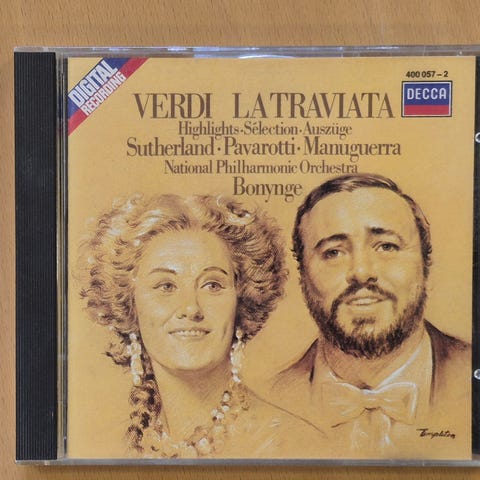 DIGITAL
RECORDING
400 057-2
DECCA
VERDI LA TRAVIATA
Highlights·Sélection·Auszüge
Sutherland·Pavarotti·Manuguerra
National Philharmonic Orchestra
Bonynge
Templeton